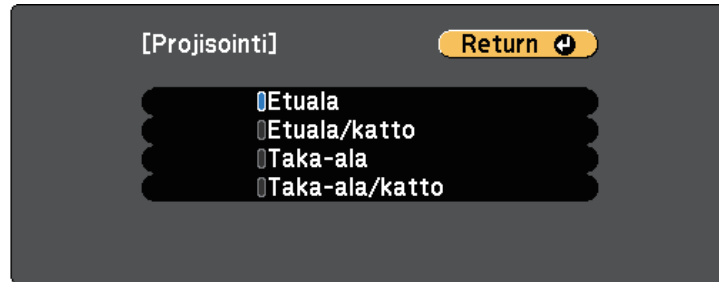 [Projisointi]
Return
Etuala
Etuala/katto
Taka-ala
Taka-ala/katto